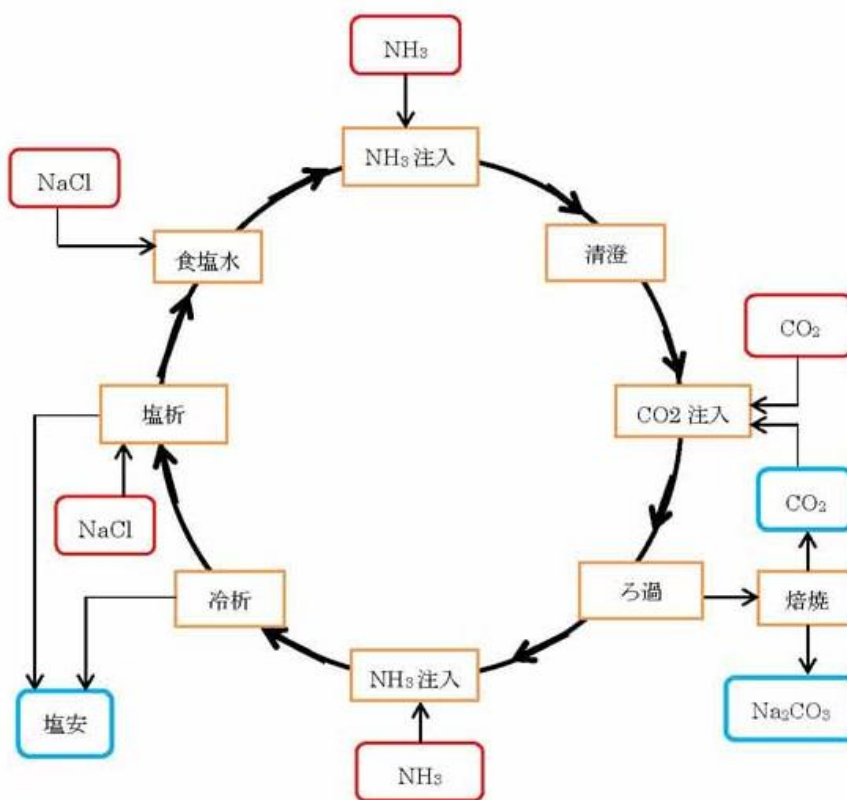 NH₃
NH₃注入
NaCl
食塩水
清澄
CO₂
塩析
CO2 注入
NaCl
CO₂
冷析
ろ過
焙焼
NH₃注入
塩安
Na₂CO₃
NH₃